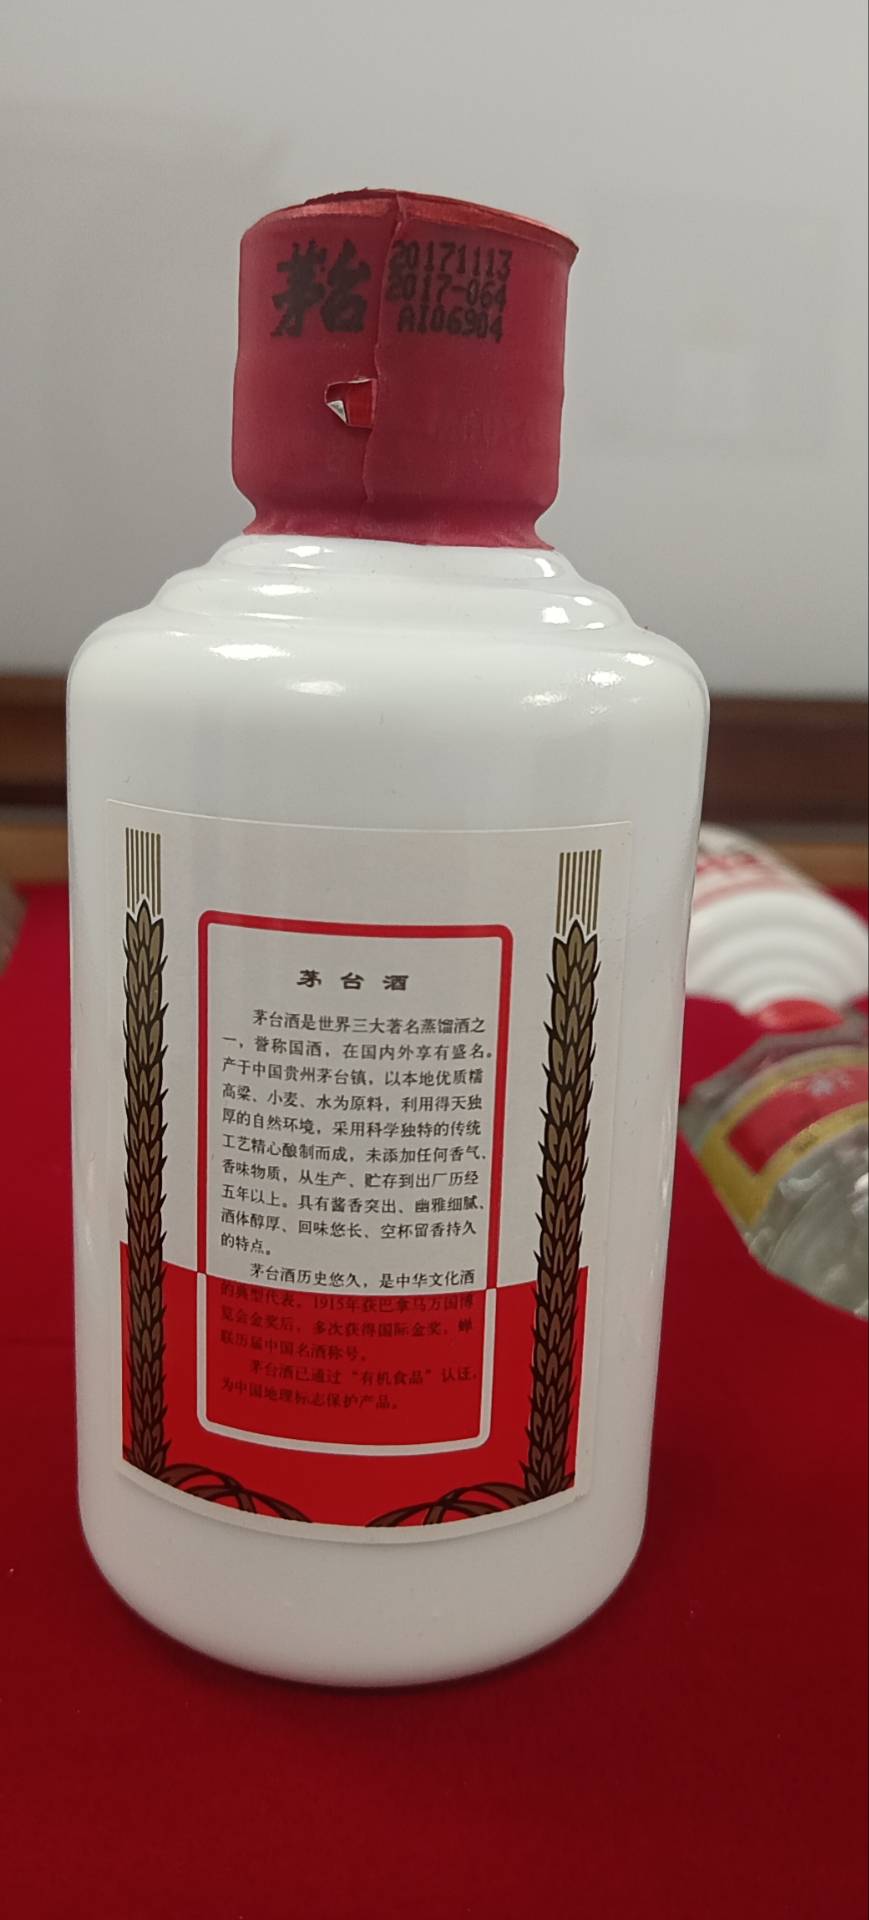 茅台
20171113
2017-064
AI06904
茅台酒
茅台酒是世界三大著名蒸馏酒之
一，誉称国酒，在国内外享有盛名。
产于中国贵州茅台镇，以本地优质糯
高粱、小麦、水为原料，利用得天独
厚的自然环境，采用科学独特的传统
工艺精心酿制而成，未添加任何香气、
香味物质，从生产、贮存到出厂历经
五年以上。具有酱香突出、幽雅细腻、
酒体醇厚、回味悠长、空杯留香持久
的特点。
茅台酒历史悠久，是中华文化酒
的典型代表。1915年获巴拿马万国博
览会金奖后，多次获得国际金奖，蝉
联历届中国名酒称号。
茅台酒已通过“有机食品”认证，
为中国地理标志保护产品。